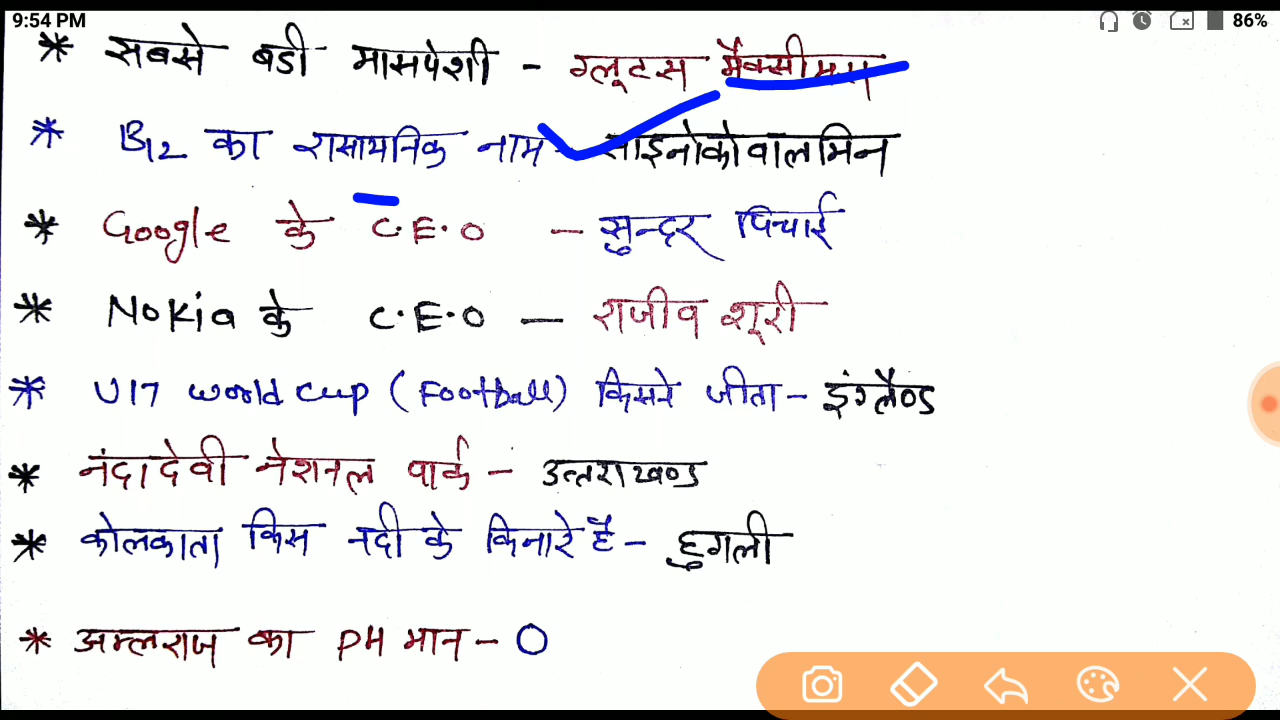 9:54 PM 86%
* सबसे बडी मासपेशी - ग्लूटस मैक्सीमस
* B12 का रासायनिक नाम - साइनोकोवालमिन
* Google के C.E.O - सुन्दर पिचाई
* Nokia के C.E.O - राजीव शूरी
* U17 world cup (Football) किसने जीता - इंग्लैण्ड
* नंदादेवी नेशनल पार्क - उत्तराखण्ड
* कोलकाता किस नदी के किनारे है - हुगली
* अम्लराज का PH मान - 0